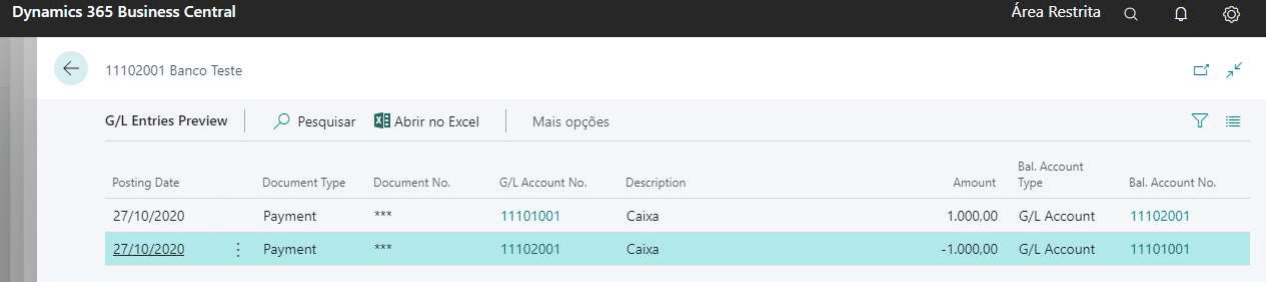 Dynamics 365 Business Central Área Restrita
11102001 Banco Teste
G/L Entries Preview Pesquisar Abrir no Excel Mais opções
Posting Date Document Type Document No. G/L Account No. Description Amount Bal. Account Type Bal. Account No.
27/10/2020 Payment *** 11101001 Caixa 1.000,00 G/L Account 11102001
27/10/2020 Payment *** 11102001 Caixa -1.000,00 G/L Account 11101001